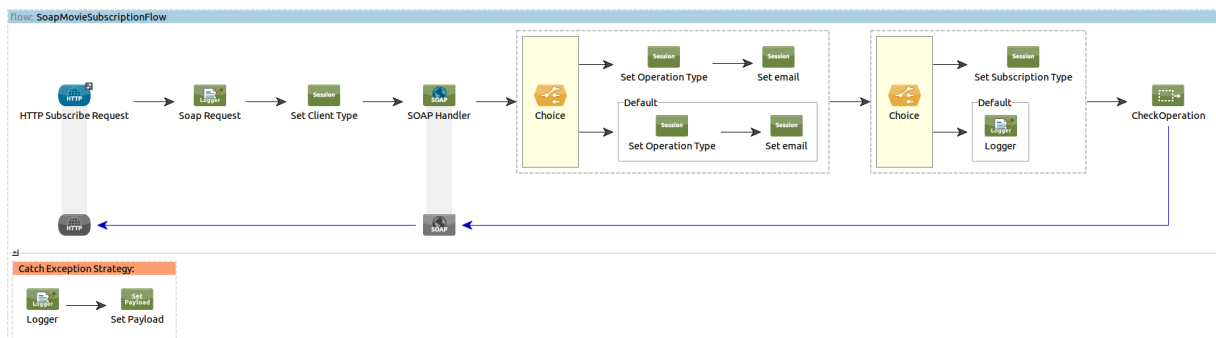 flow: SoapMovieSubscriptionFlow
HTTP
HTTP Subscribe Request
Logger
Soap Request
Session
Set Client Type
SOAP
SOAP Handler
Choice
Session
Set Operation Type
Session
Set email
Default
Session
Set Operation Type
Session
Set email
Choice
Session
Set Subscription Type
Default
Logger
Logger
CheckOperation
HTTP
SOAP
Catch Exception Strategy:
Logger
Logger
Set
Payload
Set Payload